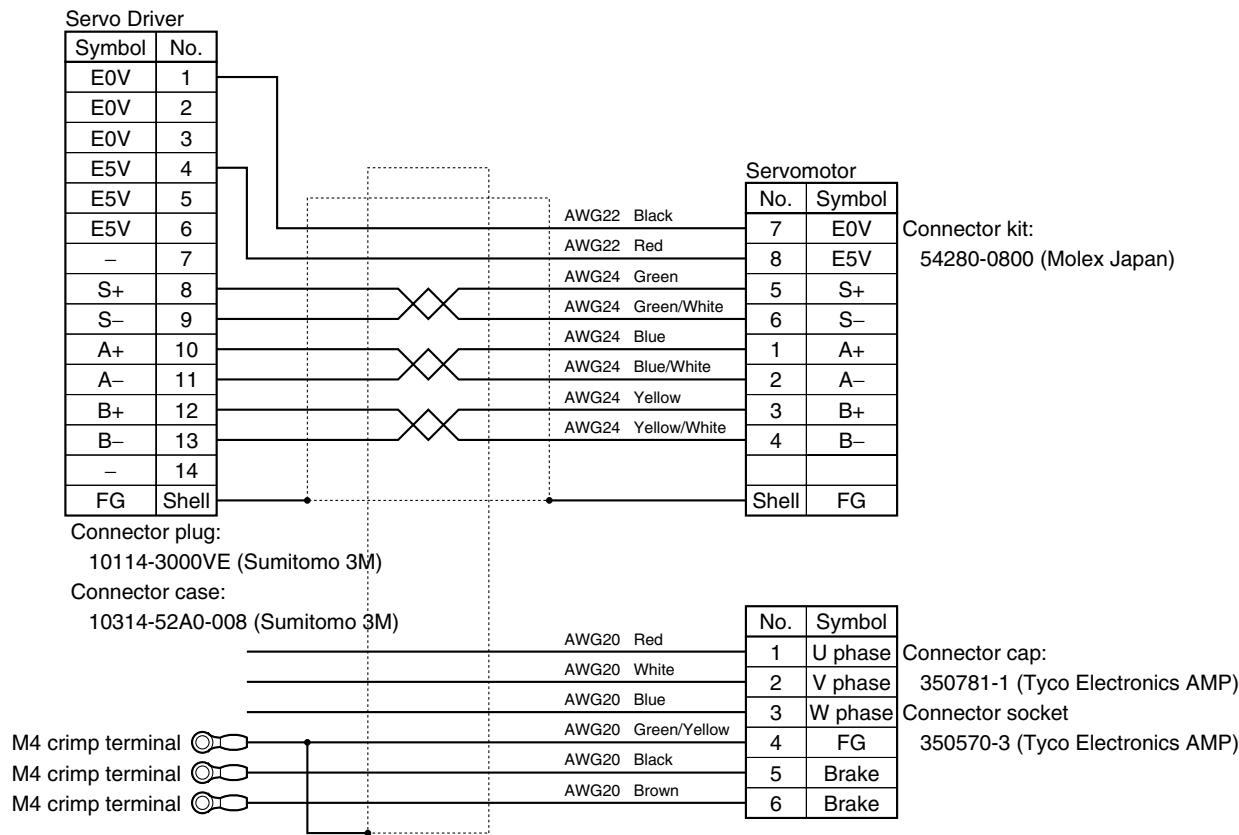 Servo Driver
Symbol No.
E0V 1
E0V 2
E0V 3
E5V 4
E5V 5
E5V 6
– 7
S+ 8
S– 9
A+ 10
A– 11
B+ 12
B– 13
– 14
FG Shell
Connector plug:
10114-3000VE (Sumitomo 3M)
Connector case:
10314-52A0-008 (Sumitomo 3M)
AWG22 Black
AWG22 Red
AWG24 Green
AWG24 Green/White
AWG24 Blue
AWG24 Blue/White
AWG24 Yellow
AWG24 Yellow/White
Servomotor
No. Symbol
7 E0V
8 E5V
5 S+
6 S–
1 A+
2 A–
3 B+
4 B–
Shell FG
Connector kit:
54280-0800 (Molex Japan)
AWG20 Red
AWG20 White
AWG20 Blue
AWG20 Green/Yellow
AWG20 Black
AWG20 Brown
M4 crimp terminal
M4 crimp terminal
M4 crimp terminal
No. Symbol
1 U phase
2 V phase
3 W phase
4 FG
5 Brake
6 Brake
Connector cap:
350781-1 (Tyco Electronics AMP)
Connector socket
350570-3 (Tyco Electronics AMP)